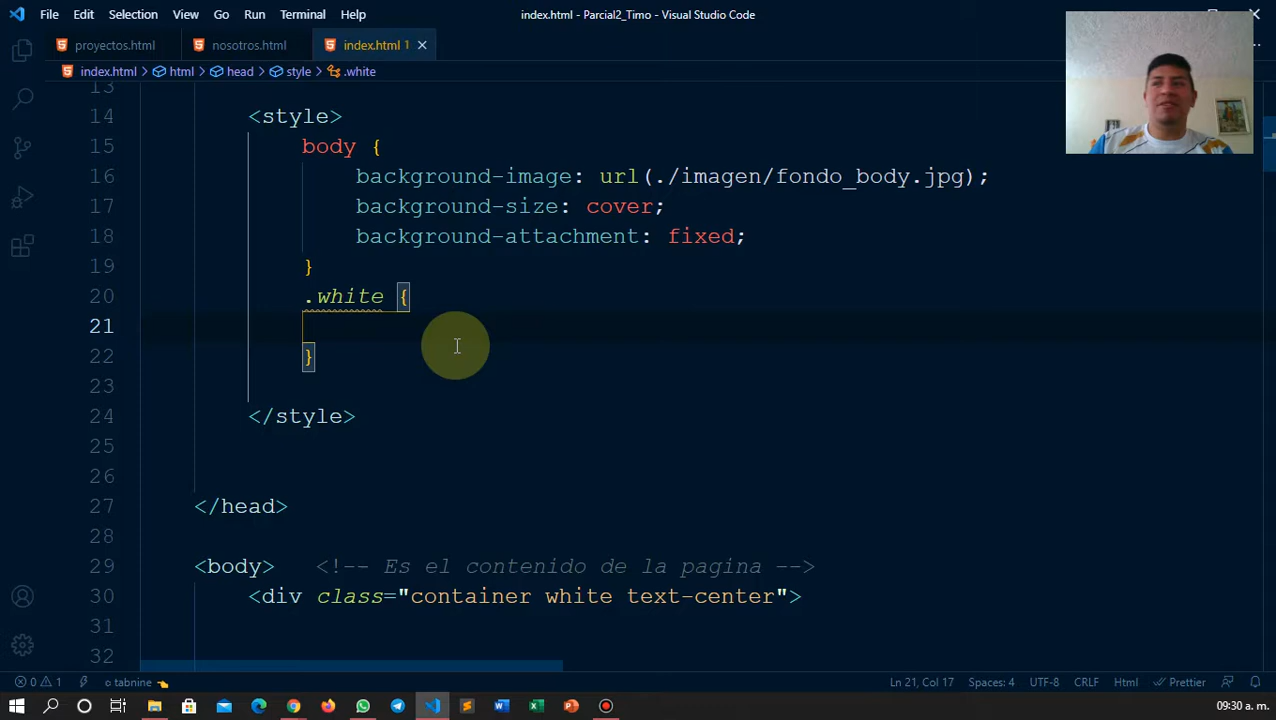 File Edit Selection View Go Run Terminal Help index.html - Parcial2_Timo - Visual Studio Code
proyectos.html nosotros.html index.html 1
index.html > html > head > style > .white
13
14 <style>
15 body {
16 background-image: url(./imagen/fondo_body.jpg);
17 background-size: cover;
18 background-attachment: fixed;
19 }
20 .white {
21
22 }
23
24 </style>
25
26
27 </head>
28
29 <body> <!-- Es el contenido de la pagina -->
30 <div class="container white text-center">
31
32
0 1 tabnine Ln 21, Col 17 Spaces: 4 UTF-8 CRLF Html Prettier
09:30 a. m.